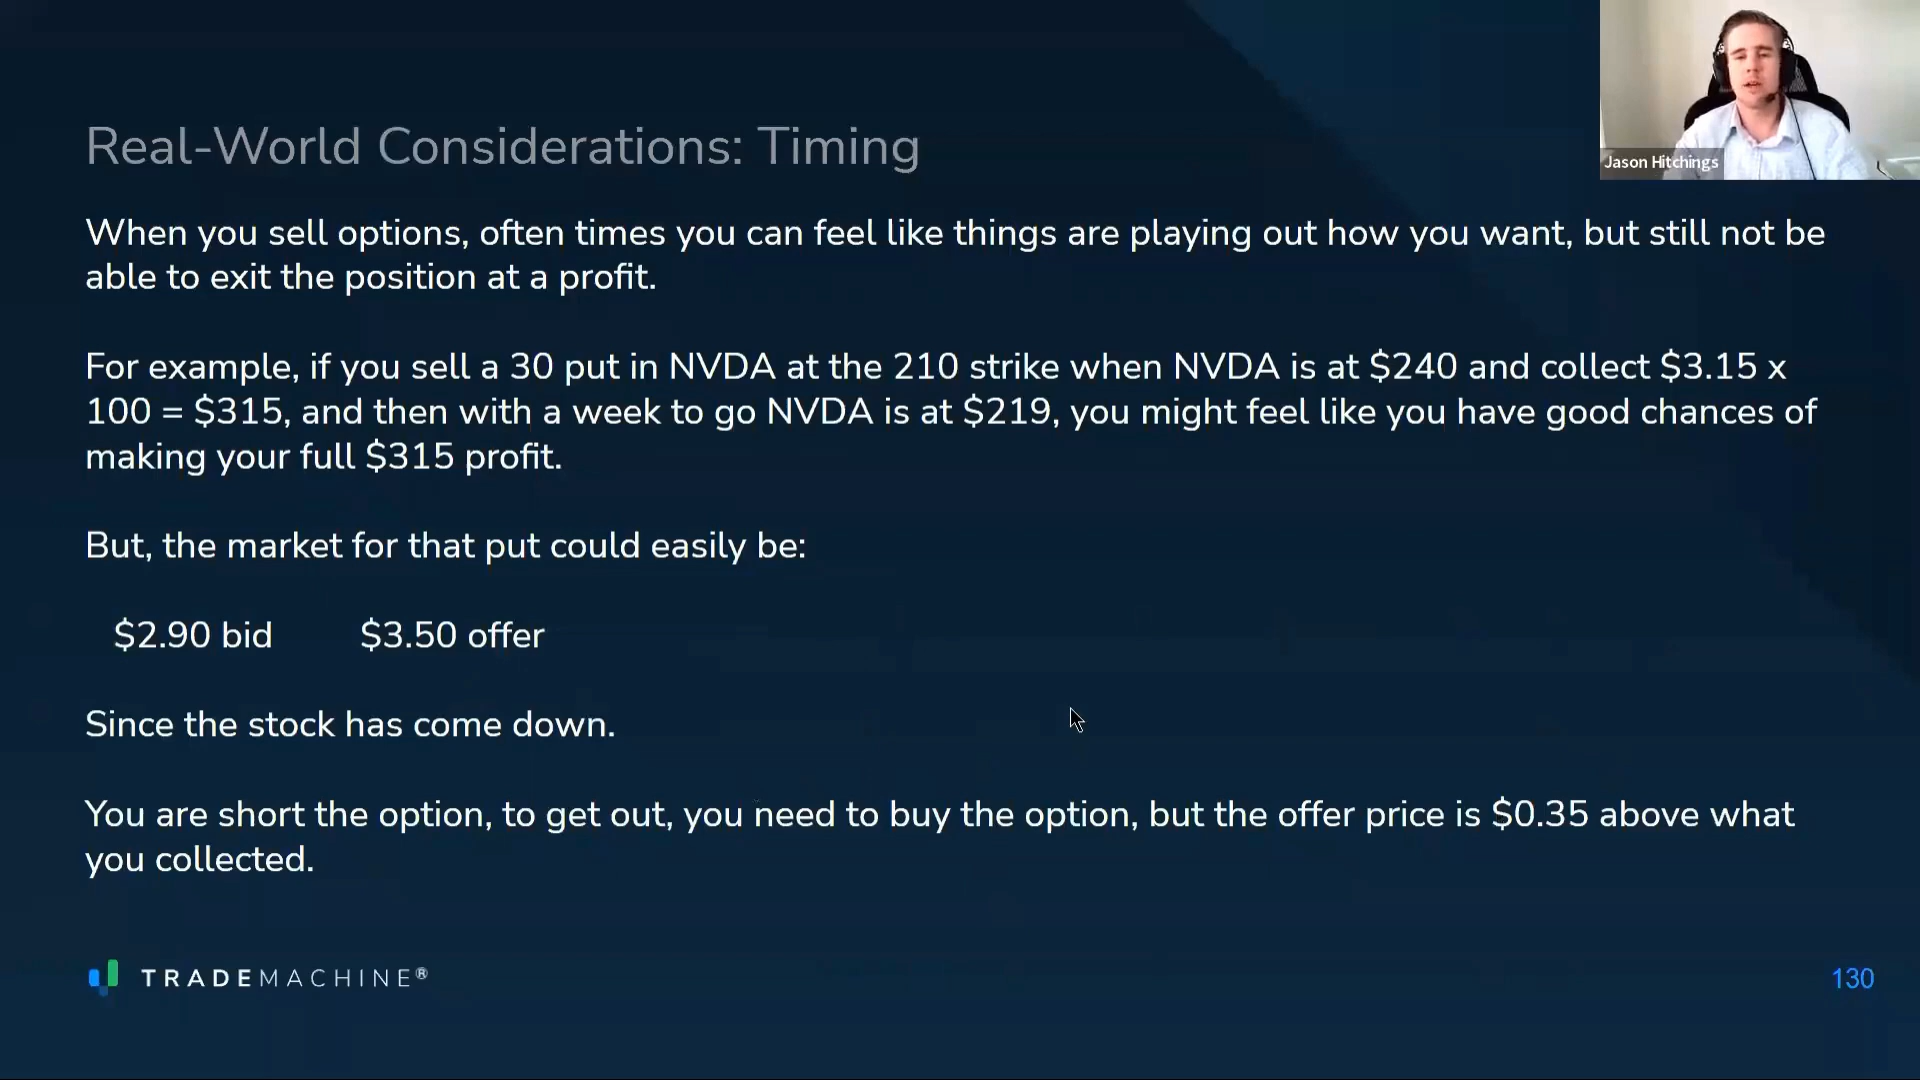 Jason Hitchings
Real-World Considerations: Timing
When you sell options, often times you can feel like things are playing out how you want, but still not be
able to exit the position at a profit.
For example, if you sell a 30 put in NVDA at the 210 strike when NVDA is at $240 and collect $3.15 x
100 = $315, and then with a week to go NVDA is at $219, you might feel like you have good chances of
making your full $315 profit.
But, the market for that put could easily be:
$2.90 bid $3.50 offer
Since the stock has come down.
You are short the option, to get out, you need to buy the option, but the offer price is $0.35 above what
you collected.
TRADEMACHINE®
130